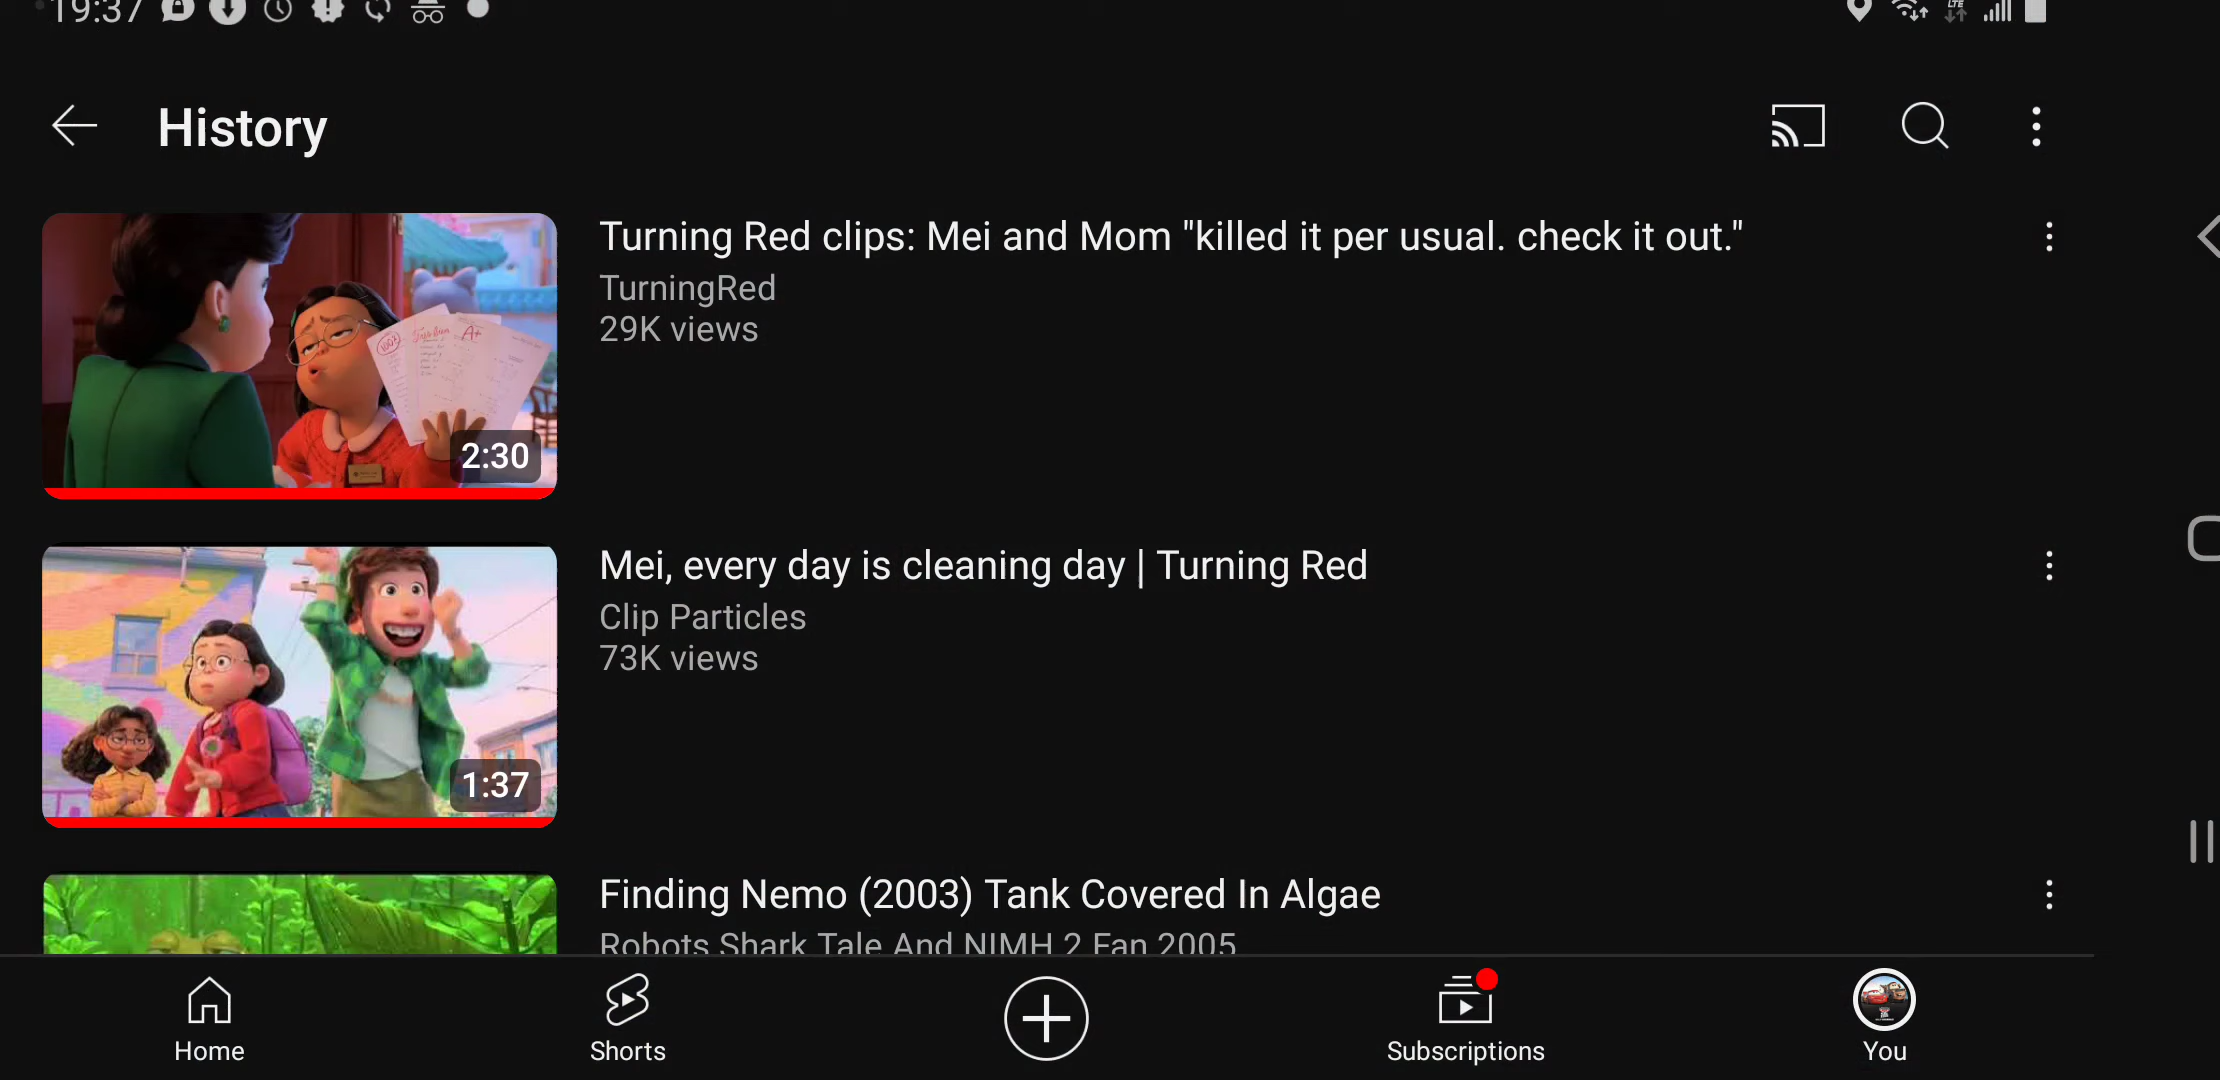 19:37
LTE
History
Turning Red clips: Mei and Mom "killed it per usual. check it out."
TurningRed
29K views
100%
A+
2:30
Mei, every day is cleaning day | Turning Red
Clip Particles
73K views
1:37
Finding Nemo (2003) Tank Covered In Algae
Robots Shark Tale And NIMH 2 Fan 2005
Home
Shorts
Subscriptions
You